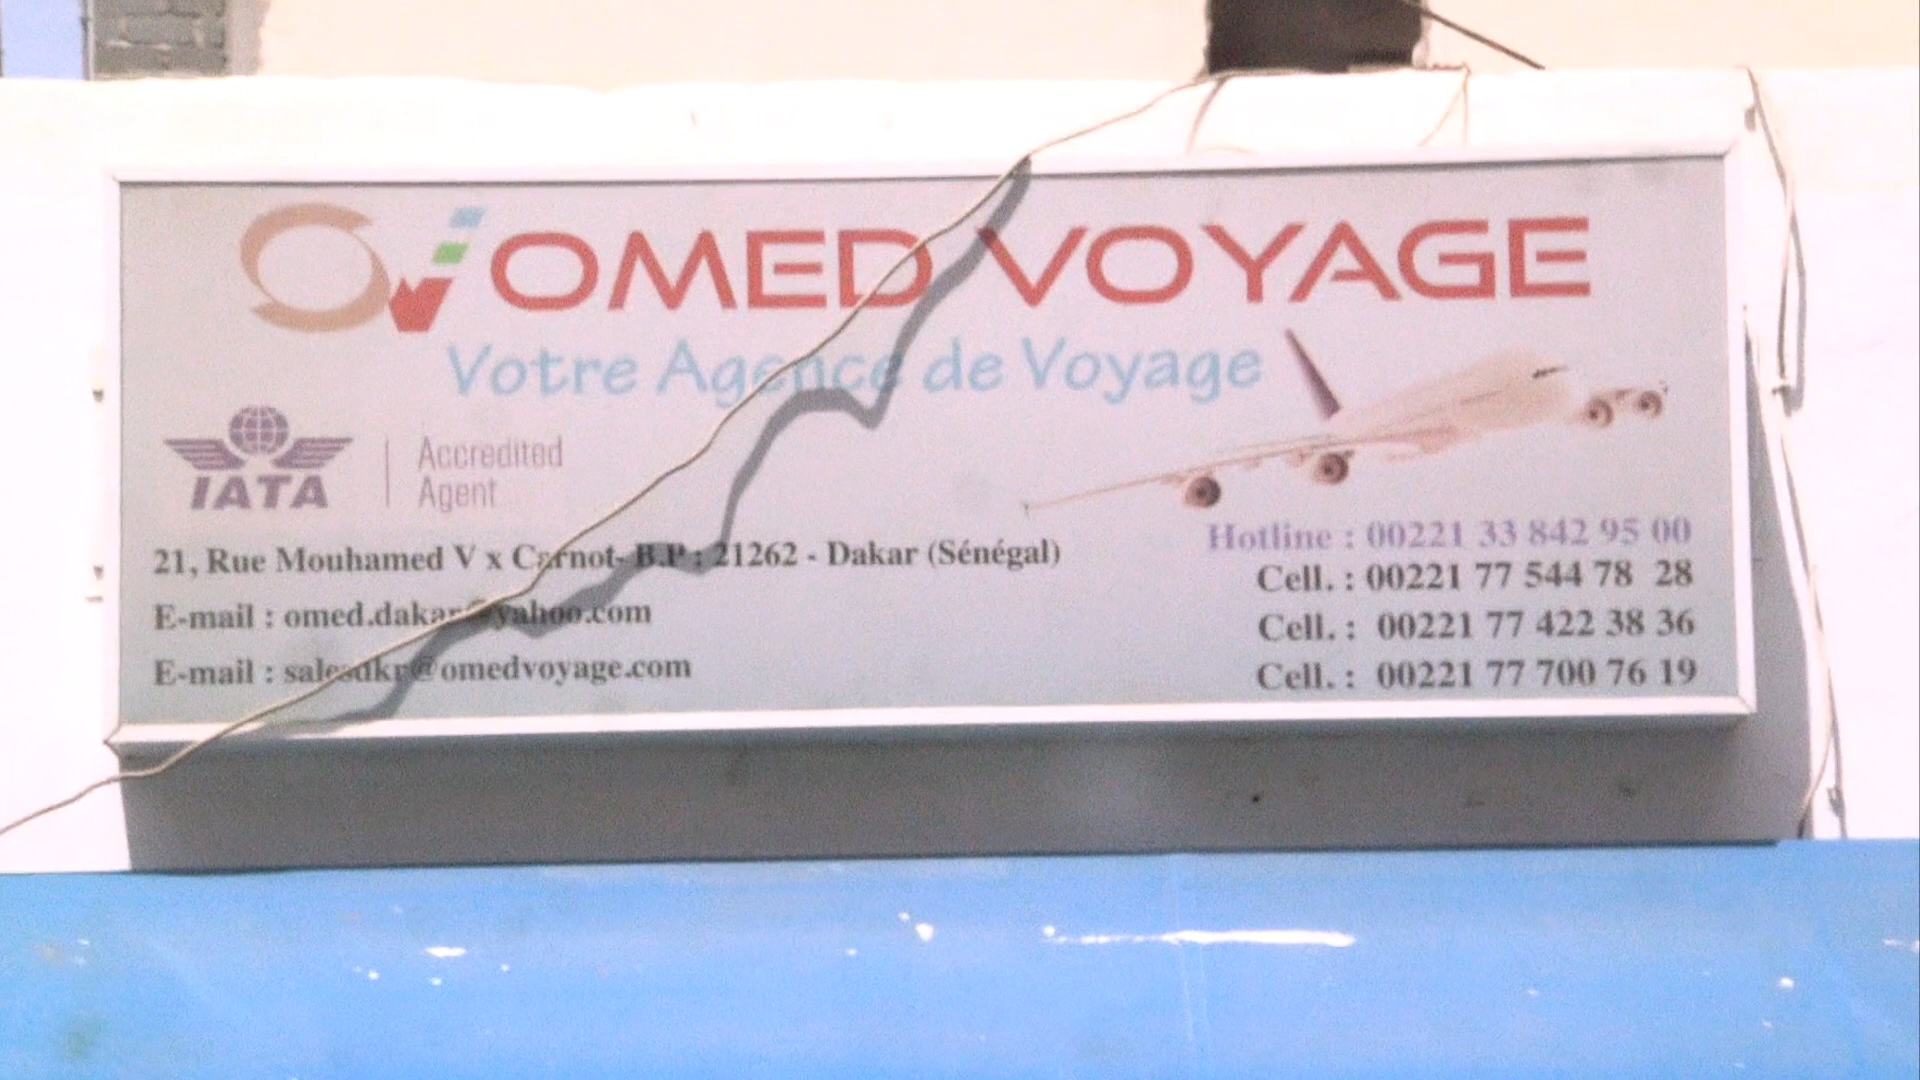 OMED VOYAGE
Votre Agence de Voyage
IATA
Accredited
Agent
21, Rue Mouhamed V x Carnot- B.P : 21262 - Dakar (Sénégal)
E-mail : omed.dakar@yahoo.com
E-mail : salesdkr@omedvoyage.com
Hotline : 00221 33 842 95 00
Cell. : 00221 77 544 78 28
Cell. : 00221 77 422 38 36
Cell. : 00221 77 700 76 19